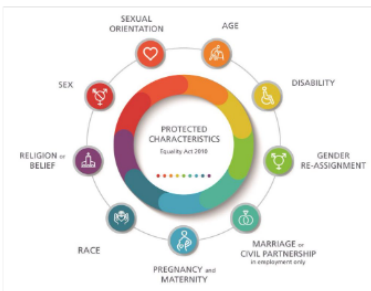 SEXUAL
ORIENTATION
AGE
DISABILITY
GENDER
RE-ASSIGNMENT
MARRIAGE or
CIVIL PARTNERSHIP
in employment only
PREGNANCY and
MATERNITY
RACE
RELIGION or
BELIEF
SEX
PROTECTED
CHARACTERISTICS
Equality Act 2010